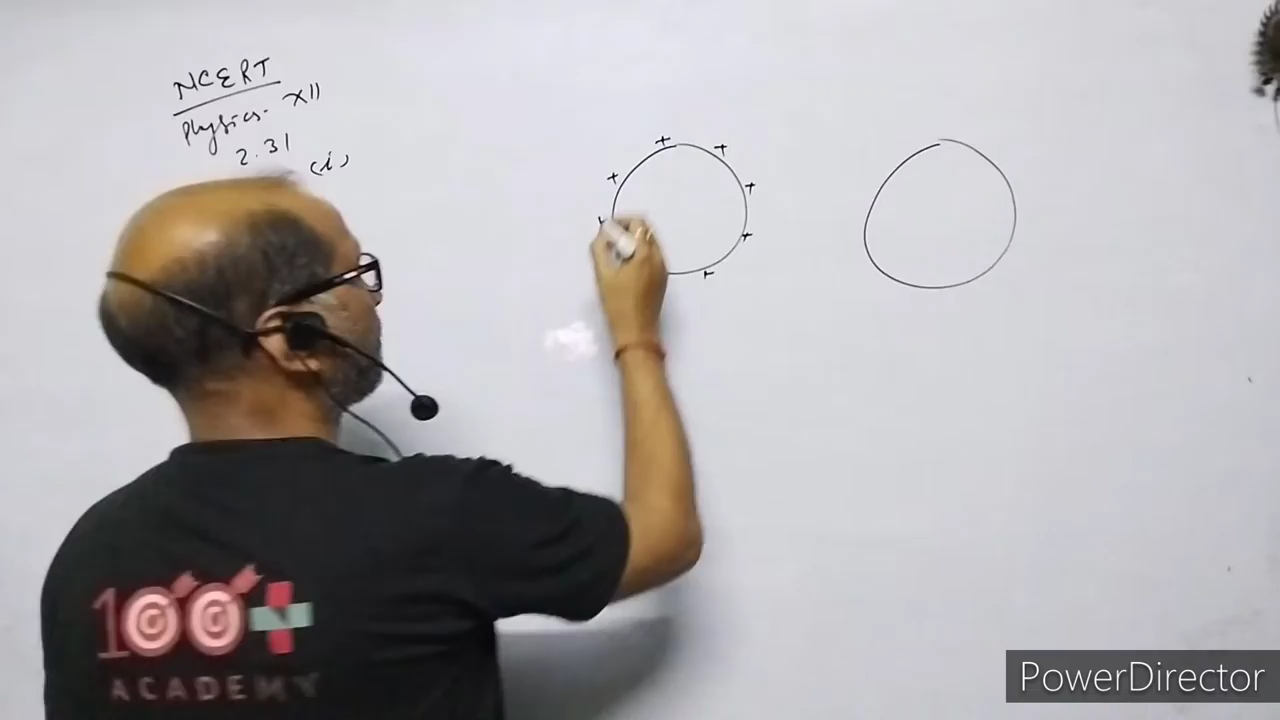 NCERT
Physics XII
2.31
(i)
+ + + + + +
100+
ACADEMY
PowerDirector